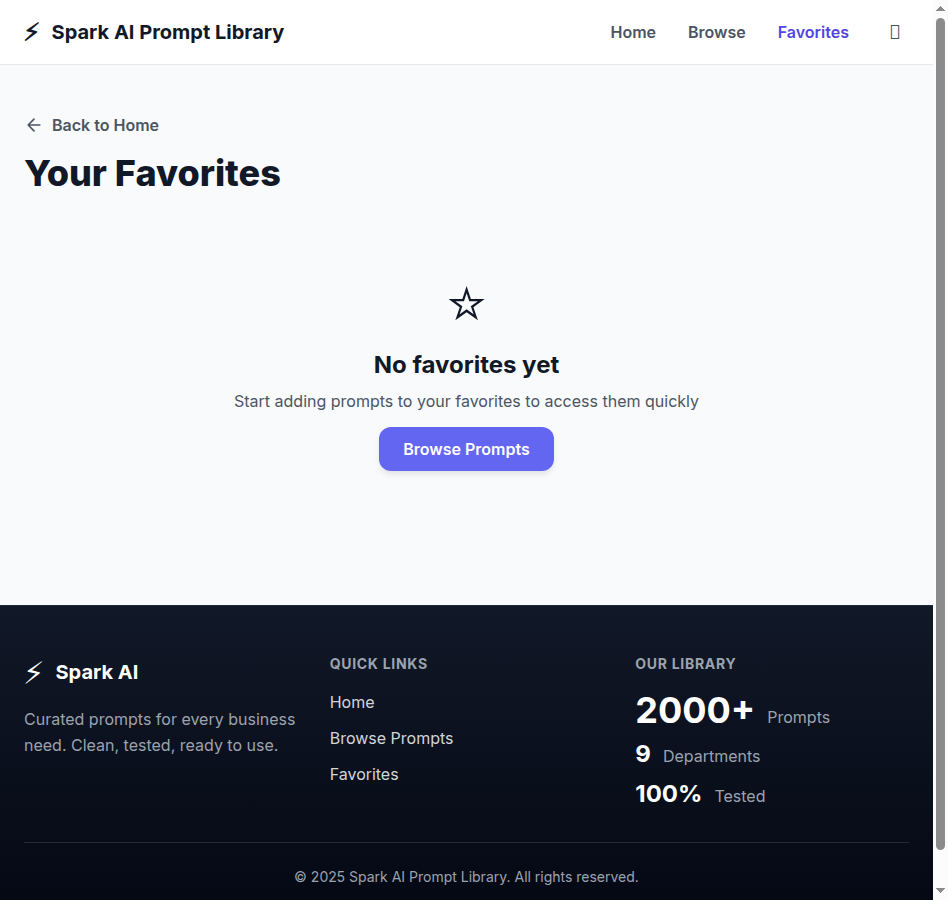 Spark AI Prompt Library
Home
Browse
Favorites
Back to Home
Your Favorites
No favorites yet
Start adding prompts to your favorites to access them quickly
Browse Prompts
Spark AI
Curated prompts for every business
need. Clean, tested, ready to use.
QUICK LINKS
Home
Browse Prompts
Favorites
OUR LIBRARY
2000+ Prompts
9 Departments
100% Tested
© 2025 Spark AI Prompt Library. All rights reserved.